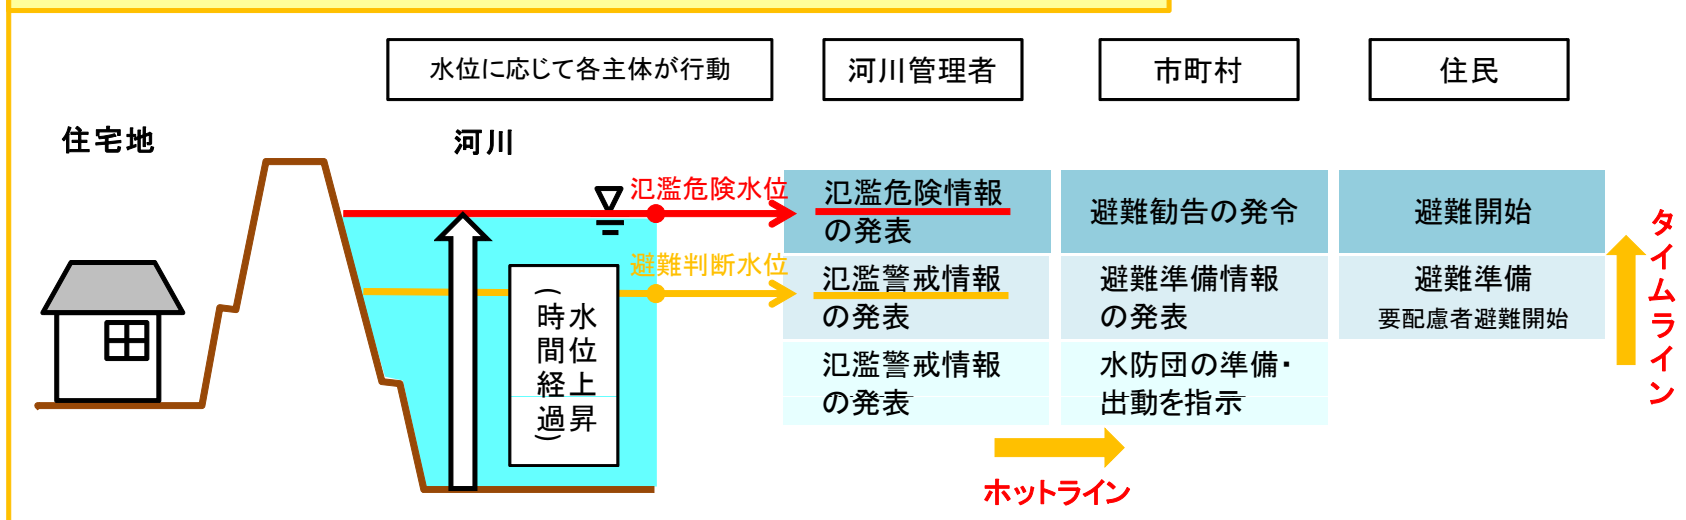 水位に応じて各主体が行動
河川管理者
市町村
住民
住宅地
河川
氾濫危険水位
避難判断水位
水位上昇
(時間経過)
氾濫危険情報
の発表
避難勧告の発令
避難開始
氾濫警戒情報
の発表
避難準備情報
の発表
避難準備
要配慮者避難開始
氾濫警戒情報
の発表
水防団の準備・
出動を指示
タイムライン
ホットライン